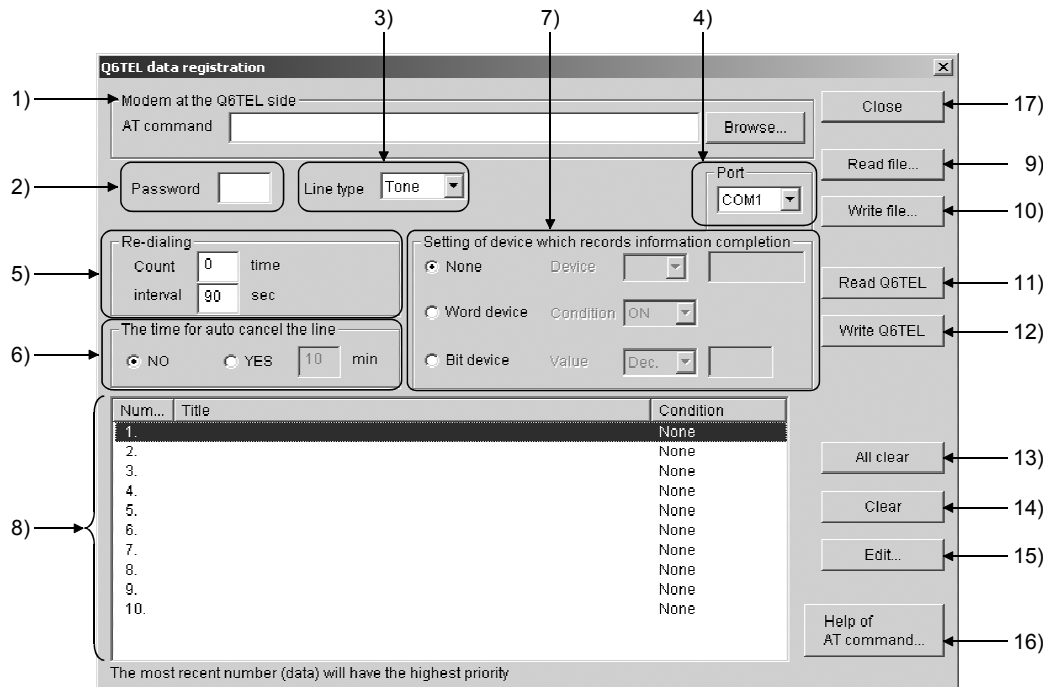 3) 7) 4)
Q6TEL data registration
1) Modem at the Q6TEL side
AT command Browse... Close 17)
2) Password Line type Tone Port COM1 Read file... 9)
Write file... 10)
5) Re-dialing
Count 0 time
interval 90 sec
Setting of device which records information completion
None Device
Word device Condition ON
Bit device Value Dec.
Read Q6TEL 11)
Write Q6TEL 12)
6) The time for auto cancel the line
NO YES 10 min
8) Num... Title Condition
1. None
2. None
3. None
4. None
5. None
6. None
7. None
8. None
9. None
10. None
All clear 13)
Clear 14)
Edit... 15)
Help of
AT command... 16)
The most recent number (data) will have the highest priority